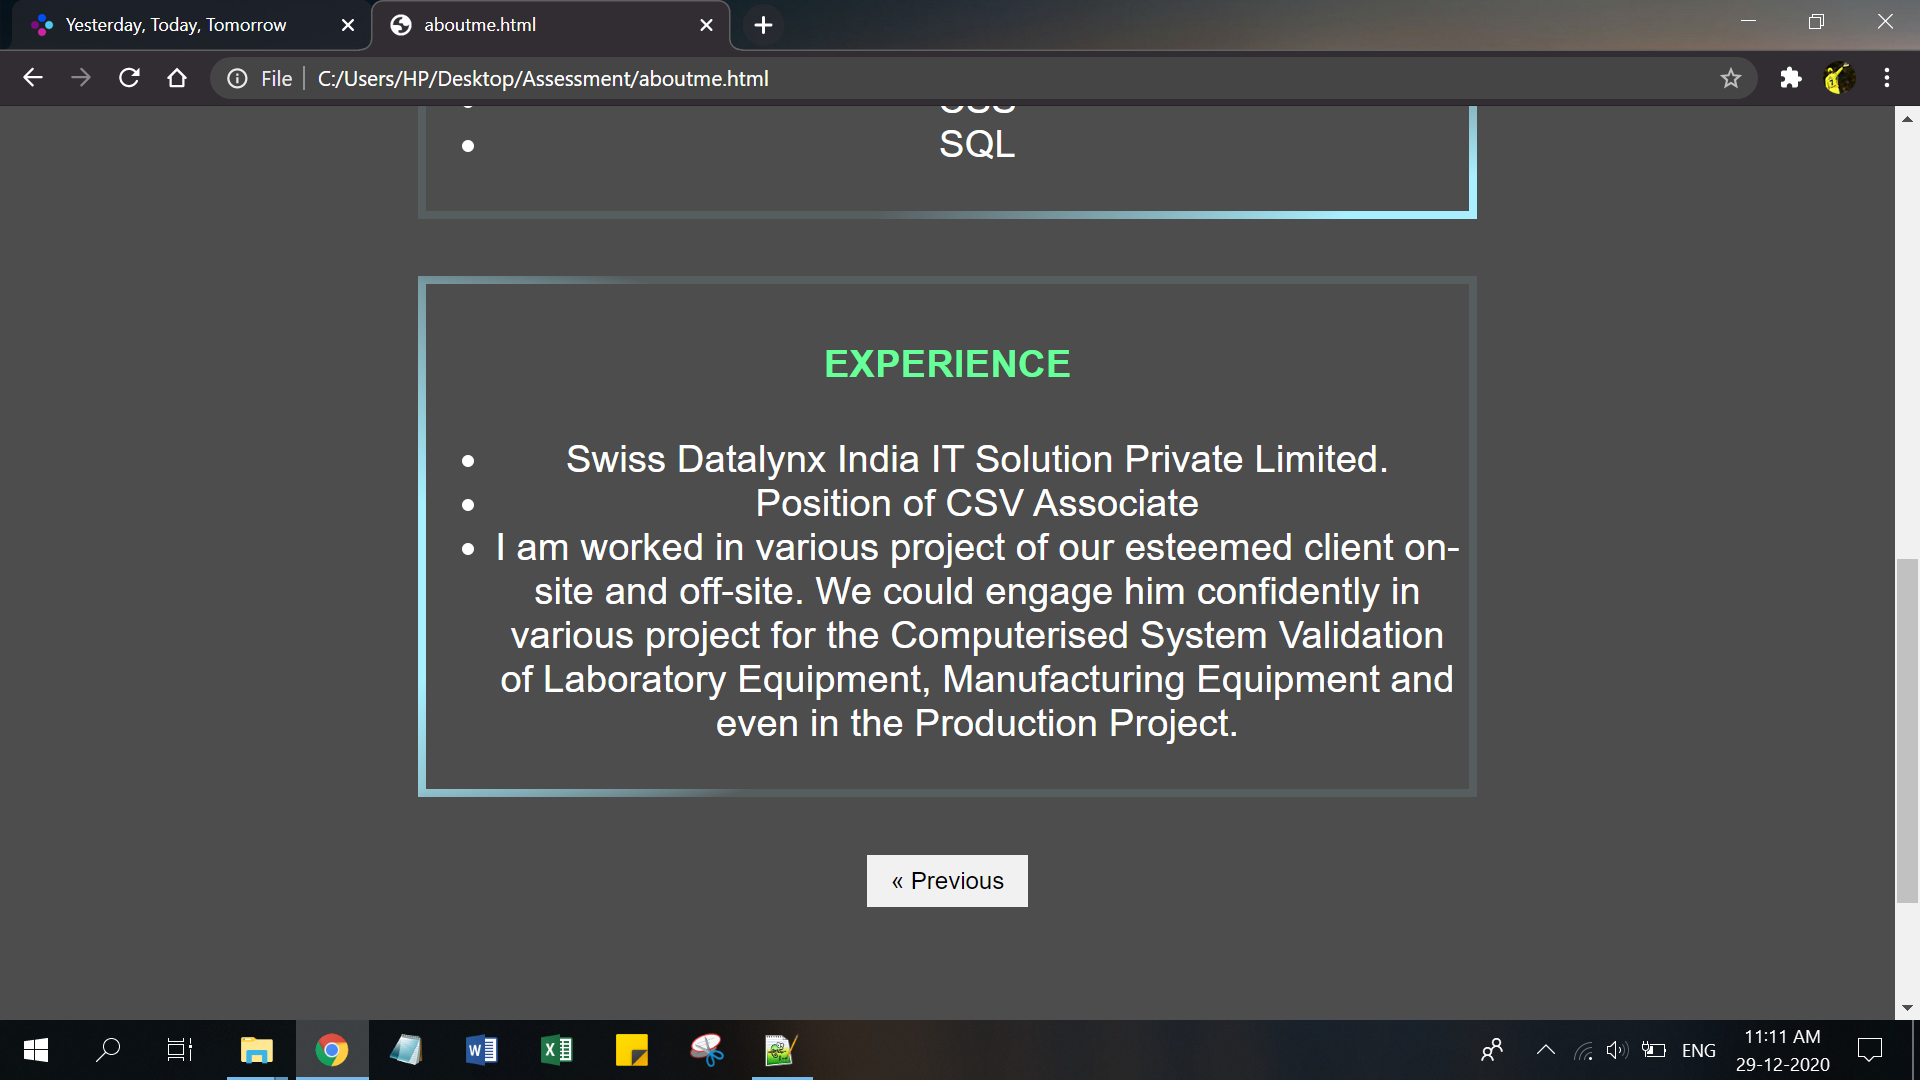 Yesterday, Today, Tomorrow
aboutme.html
File
C:/Users/HP/Desktop/Assessment/aboutme.html
CSS
SQL
EXPERIENCE
Swiss Datalynx India IT Solution Private Limited.
Position of CSV Associate
I am worked in various project of our esteemed client on-
site and off-site. We could engage him confidently in
various project for the Computerised System Validation
of Laboratory Equipment, Manufacturing Equipment and
even in the Production Project.
« Previous
ENG
11:11 AM
29-12-2020